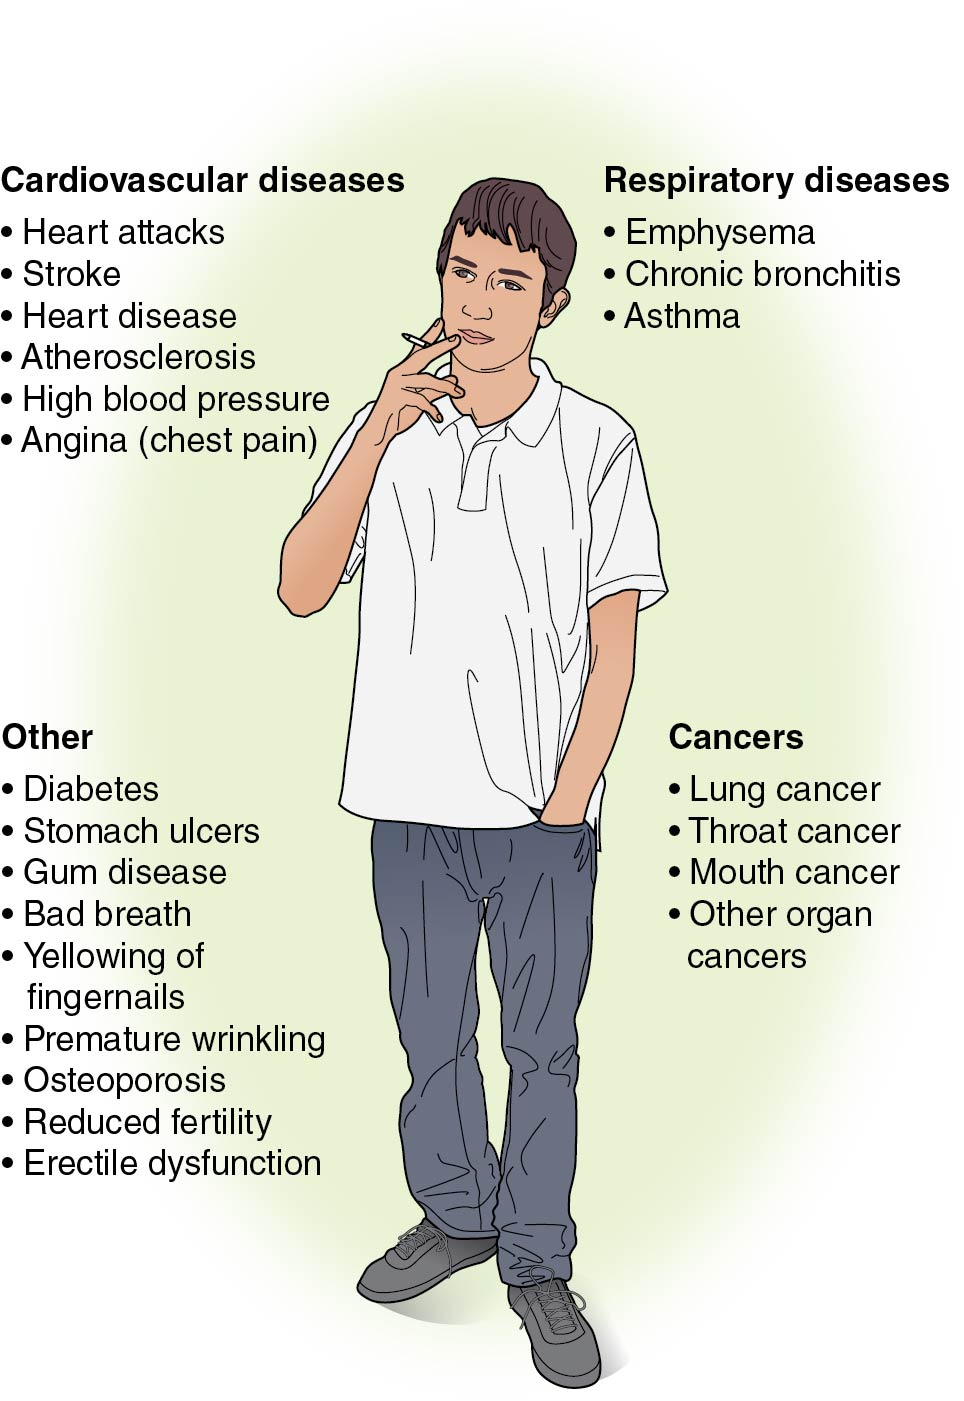 Cardiovascular diseases
• Heart attacks
• Stroke
• Heart disease
• Atherosclerosis
• High blood pressure
• Angina (chest pain)
Respiratory diseases
• Emphysema
• Chronic bronchitis
• Asthma
Other
• Diabetes
• Stomach ulcers
• Gum disease
• Bad breath
• Yellowing of
fingernails
• Premature wrinkling
• Osteoporosis
• Reduced fertility
• Erectile dysfunction
Cancers
• Lung cancer
• Throat cancer
• Mouth cancer
• Other organ
cancers